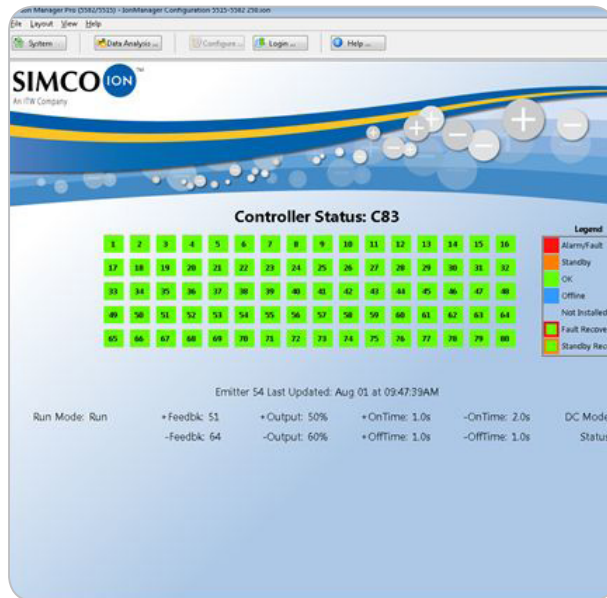 Manager Pro (5582/5515) - IonManager Configuration 5515-5582 250.ion
File Layout View Help
System ... Data Analysis ... Configure ... Login ... Help ...
SIMCO ION ™
An ITW Company
Controller Status: C83
Legend
1 2 3 4 5 6 7 8 9 10 11 12 13 14 15 16 Alarm/Fault
17 18 19 20 21 22 23 24 25 26 27 28 29 30 31 32 Standby
OK
33 34 35 36 37 38 39 40 41 42 43 44 45 46 47 48 Offline
49 50 51 52 53 54 55 56 57 58 59 60 61 62 63 64 Not Installed
Fault Recove
65 66 67 68 69 70 71 72 73 74 75 76 77 78 79 80 Standby Rec
Emitter 54 Last Updated: Aug 01 at 09:47:39AM
Run Mode: Run +Feedbk: 51 +Output: 50% +OnTime: 1.0s -OnTime: 2.0s DC Mode
-Feedbk: 64 -Output: 60% +OffTime: 1.0s -OffTime: 1.0s Status